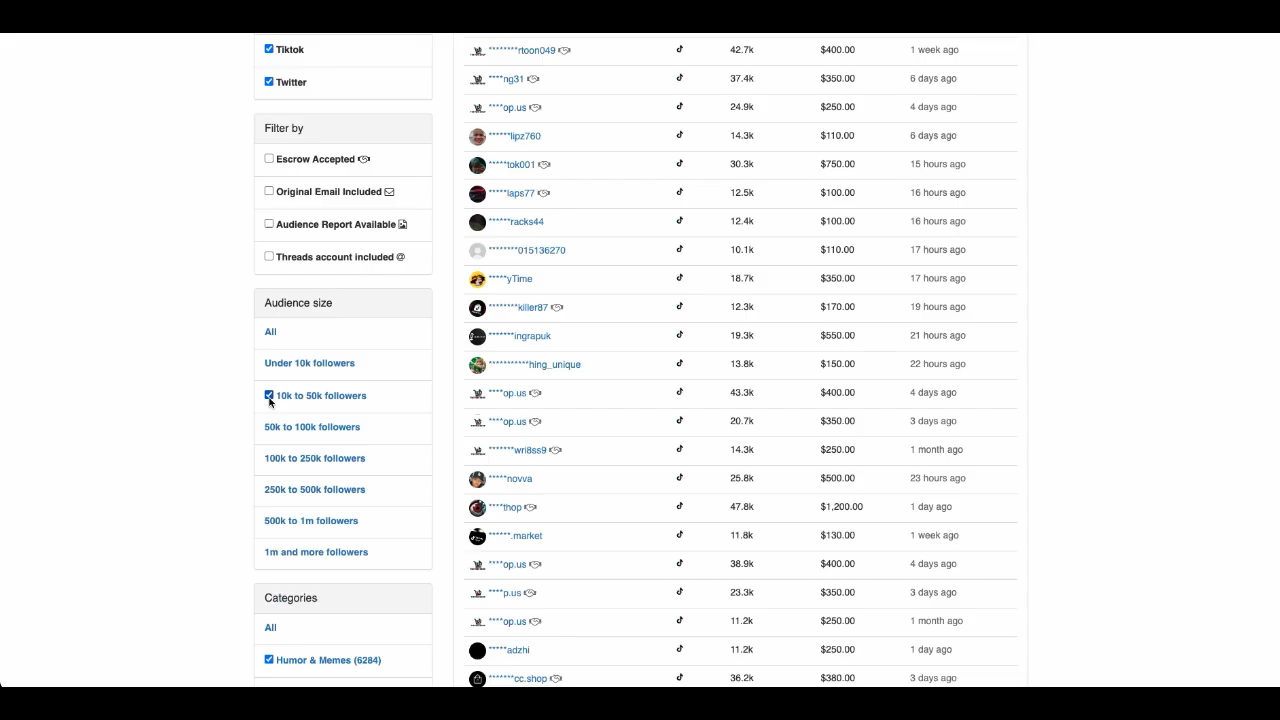 Tiktok
Twitter
Filter by
Escrow Accepted
Original Email Included
Audience Report Available
Threads account included @
Audience size
All
Under 10k followers
10k to 50k followers
50k to 100k followers
100k to 250k followers
250k to 500k followers
500k to 1m followers
1m and more followers
Categories
All
Humor & Memes (6284)
********rtoon049 42.7k $400.00 1 week ago
****ng31 37.4k $350.00 6 days ago
****op.us 24.9k $250.00 4 days ago
******lipz760 14.3k $110.00 6 days ago
*****tok001 30.3k $750.00 15 hours ago
*****laps77 12.5k $100.00 16 hours ago
******racks44 12.4k $100.00 16 hours ago
********015136270 10.1k $110.00 17 hours ago
*****yTime 18.7k $350.00 17 hours ago
********killer87 12.3k $170.00 19 hours ago
*******ingrapuk 19.3k $550.00 21 hours ago
***********hing_unique 13.8k $150.00 22 hours ago
****op.us 43.3k $400.00 4 days ago
****op.us 20.7k $350.00 3 days ago
*******wri8ss9 14.3k $250.00 1 month ago
*****novva 25.8k $500.00 23 hours ago
****thop 47.8k $1,200.00 1 day ago
******.market 11.8k $130.00 1 week ago
****op.us 38.9k $400.00 4 days ago
****p.us 23.3k $350.00 3 days ago
****op.us 11.2k $250.00 1 month ago
*****adzhi 11.2k $250.00 1 day ago
*******cc.shop 36.2k $380.00 3 days ago